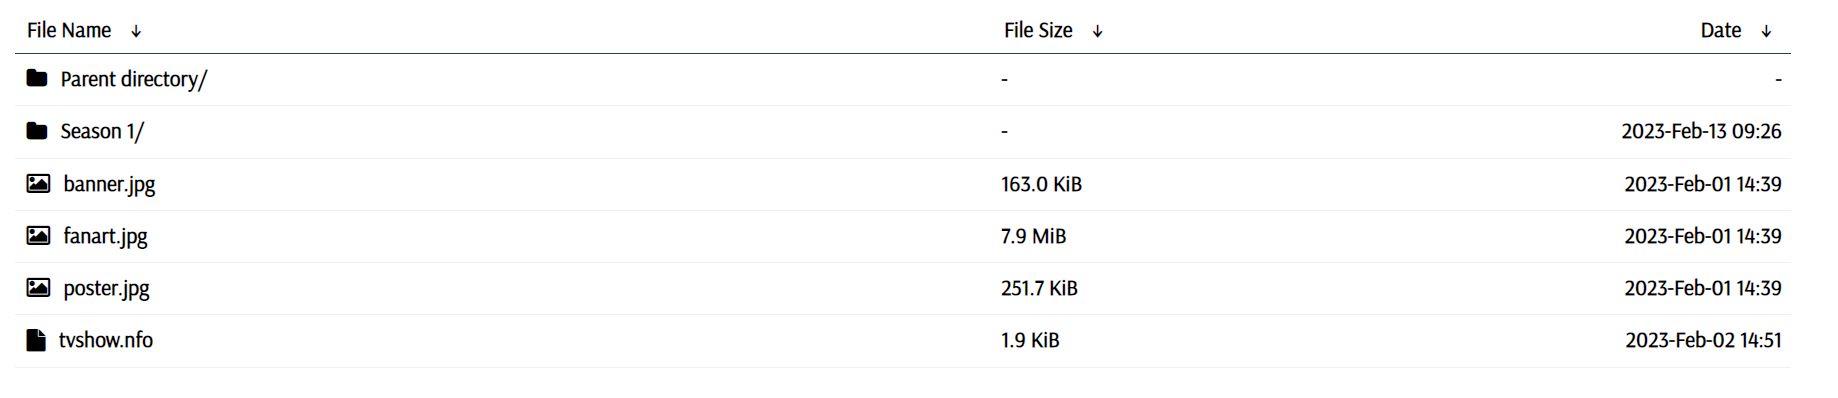 File Name ↓ File Size ↓ Date ↓
Parent directory/ - -
Season 1/ - 2023-Feb-13 09:26
banner.jpg 163.0 KiB 2023-Feb-01 14:39
fanart.jpg 7.9 MiB 2023-Feb-01 14:39
poster.jpg 251.7 KiB 2023-Feb-01 14:39
tvshow.nfo 1.9 KiB 2023-Feb-02 14:51